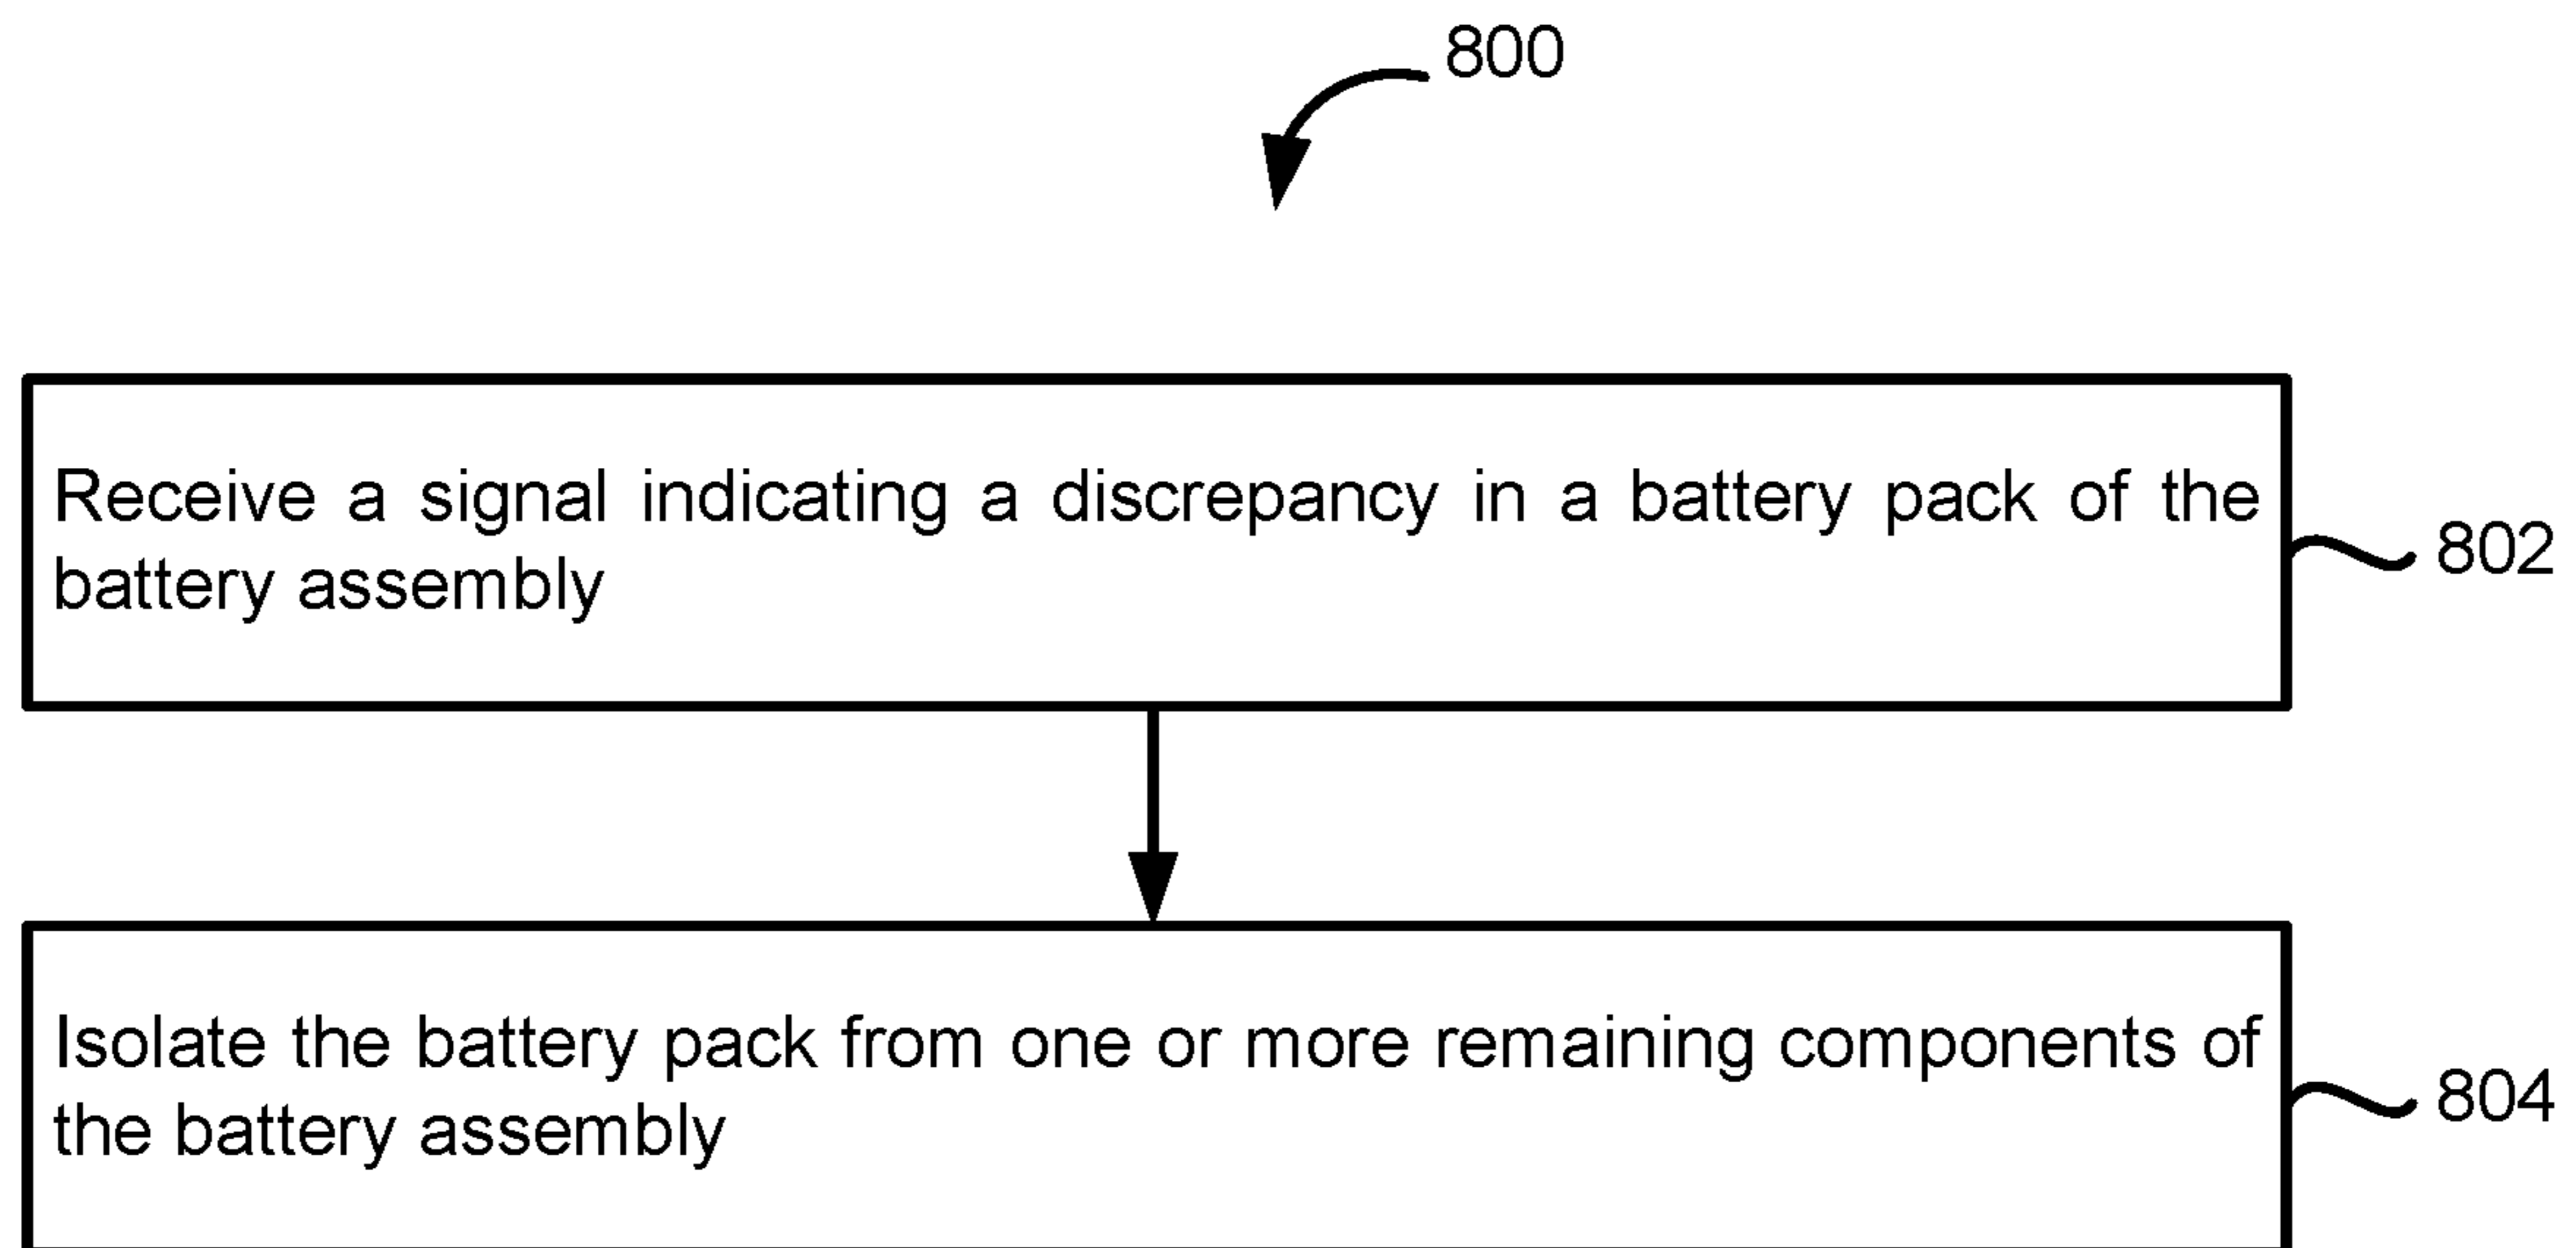 800
Receive a signal indicating a discrepancy in a battery pack of the
battery assembly
802
Isolate the battery pack from one or more remaining components of
the battery assembly
804